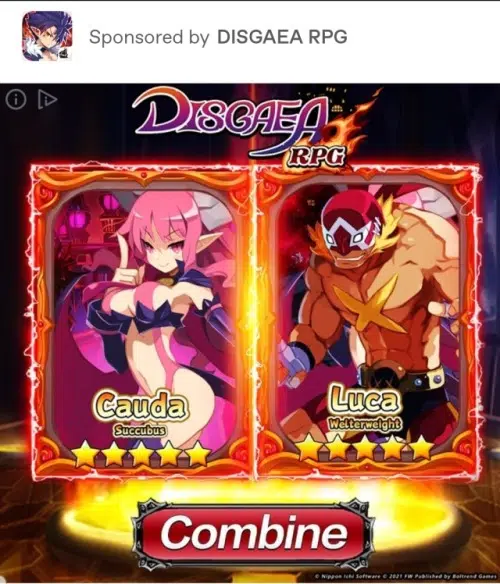 Sponsored by DISGAEA RPG
DISGAEA
RPG
Cauda
Succubus
Luca
Welterweight
Combine
© Nippon Ichi Software © 2021 FW Published by Boltrend Games